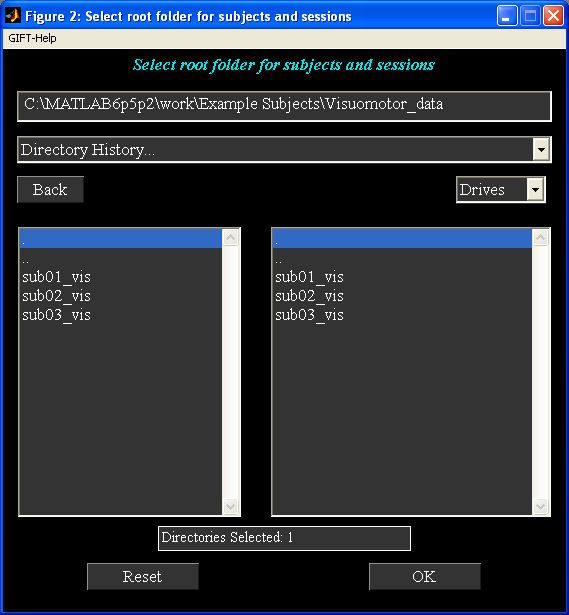 Figure 2: Select root folder for subjects and sessions
GIFT-Help
Select root folder for subjects and sessions
C:\MATLAB6p5p2\work\Example Subjects\Visuomotor_data
Directory History...
Back
Drives
.
..
sub01_vis
sub02_vis
sub03_vis
.
..
sub01_vis
sub02_vis
sub03_vis
Directories Selected: 1
Reset
OK